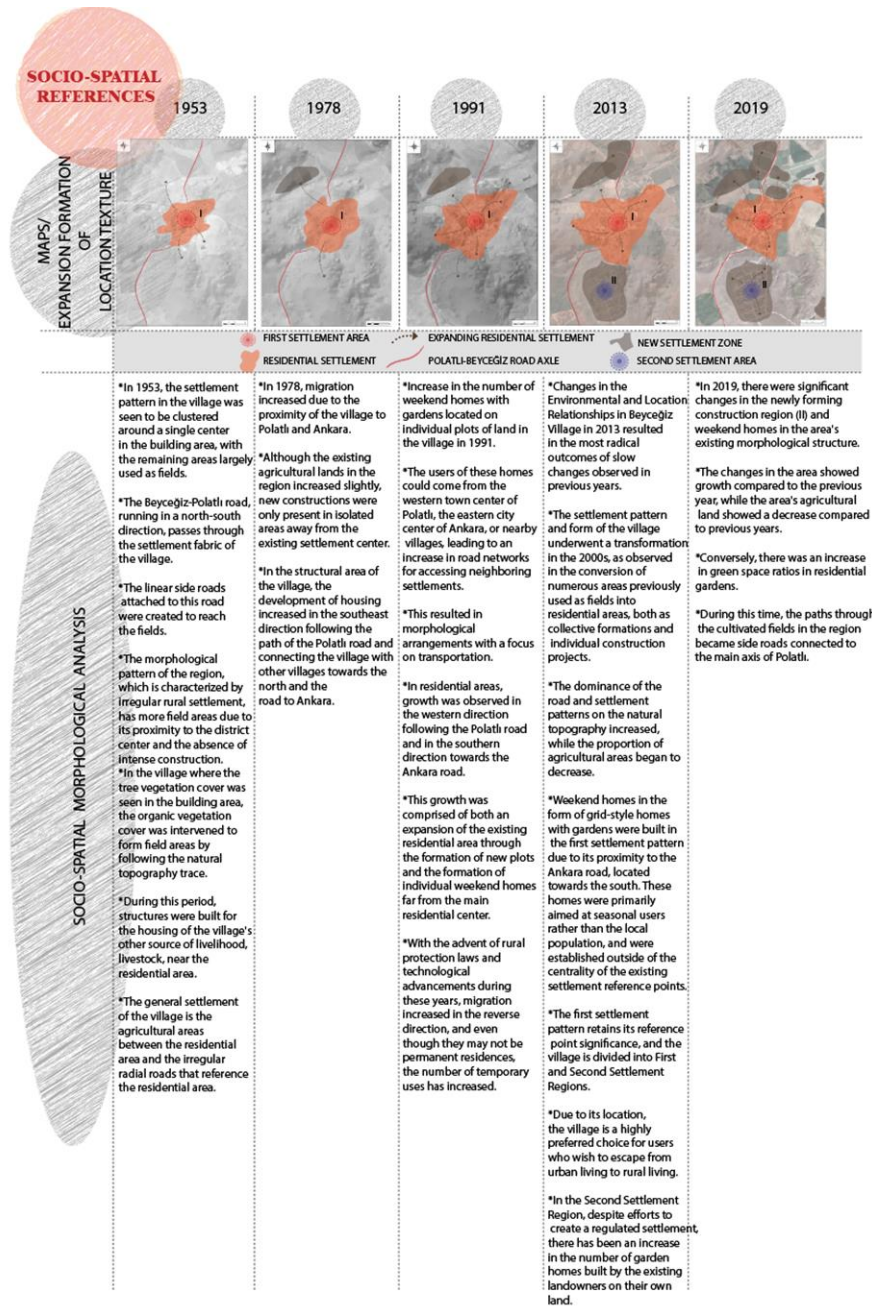 SOCIO-SPATIAL
REFERENCES
1953
1978
1991
2013
2019
MAPS/
EXPANSION FORMATION
OF
LOCATION TEXTURE
I
I
I
I
II
I
II
FIRST SETTLEMENT AREA
EXPANDING RESIDENTIAL SETTLEMENT
NEW SETTLEMENT ZONE
RESIDENTIAL SETTLEMENT
POLATLI-BEYCEĞİZ ROAD AXLE
SECOND SETTLEMENT AREA
SOCIO-SPATIAL MORPHOLOGICAL ANALYSIS
*In 1953, the settlement
pattern in the village was
seen to be clustered
around a single center
in the building area, with
the remaining areas largely
used as fields.
*The Beyceğiz-Polatlı road,
running in a north-south
direction, passes through
the settlement fabric of
the village.
*The linear side roads
attached to this road
were created to reach
the fields.
*The morphological
pattern of the region,
which is characterized by
irregular rural settlement,
has more field areas due to
its proximity to the district
center and the absence of
intense construction.
*In the village where the
tree vegetation cover was
seen in the building area,
the organic vegetation
cover was intervened to
form field areas by
following the natural
topography trace.
*During this period,
structures were built for
the housing of the village's
other source of livelihood,
livestock, near the
residential area.
*The general settlement
of the village is the
agricultural areas
between the residential
area and the irregular
radial roads that reference
the residential area.
*In 1978, migration
increased due to the
proximity of the village to
Polatlı and Ankara.
*Although the existing
agricultural lands in the
region increased slightly,
new constructions were
only present in isolated
areas away from the
existing settlement center.
*In the structural area of
the village, the
development of housing
increased in the southeast
direction following the
path of the Polatlı road and
connecting the village with
other villages towards the
north and the
road to Ankara.
*Increase in the number of
weekend homes with
gardens located on
individual plots of land in
the village in 1991.
*The users of these homes
could come from the
western town center of
Polatlı, the eastern city
center of Ankara, or nearby
villages, leading to an
increase in road networks
for accessing neighboring
settlements.
*This resulted in
morphological
arrangements with a focus
on transportation.
*In residential areas,
growth was observed in
the western direction
following the Polatlı road
and in the southern
direction towards the
Ankara road.
*This growth was
comprised of both an
expansion of the existing
residential area through
the formation of new plots
and the formation of
individual weekend homes
far from the main
residential center.
*With the advent of rural
protection laws and
technological
advancements during
these years, migration
increased in the reverse
direction, and even
though they may not be
permanent residences,
the number of temporary
uses has increased.
*Changes in the
Environmental and Location
Relationships in Beyceğiz
Village in 2013 resulted
in the most radical
outcomes of slow
changes observed in
previous years.
*The settlement pattern
and form of the village
underwent a transformation
in the 2000s, as observed
in the conversion of
numerous areas previously
used as fields into
residential areas, both as
collective formations and
individual construction
projects.
*The dominance of the
road and settlement
patterns on the natural
topography increased,
while the proportion of
agricultural areas began to
decrease.
*Weekend homes in the
form of grid-style homes
with gardens were built in
the first settlement pattern
due to its proximity to the
Ankara road, located
towards the south. These
homes were primarily
aimed at seasonal users
rather than the local
population, and were
established outside of the
centrality of the existing
settlement reference points.
*The first settlement
pattern retains its reference
point significance, and the
village is divided into First
and Second Settlement
Regions.
*Due to its location,
the village is a highly
preferred choice for users
who wish to escape from
urban living to rural living.
*In the Second Settlement
Region, despite efforts to
create a regulated settlement,
there has been an increase
in the number of garden
homes built by the existing
landowners on their own
land.
*In 2019, there were significant
changes in the newly forming
construction region (II) and
weekend homes in the area's
existing morphological structure.
*The changes in the area showed
growth compared to the previous
year, while the area's agricultural
land showed a decrease compared
to previous years.
*Conversely, there was an increase
in green space ratios in residential
gardens.
*During this time, the paths through
the cultivated fields in the region
became side roads connected to
the main axis of Polatlı.